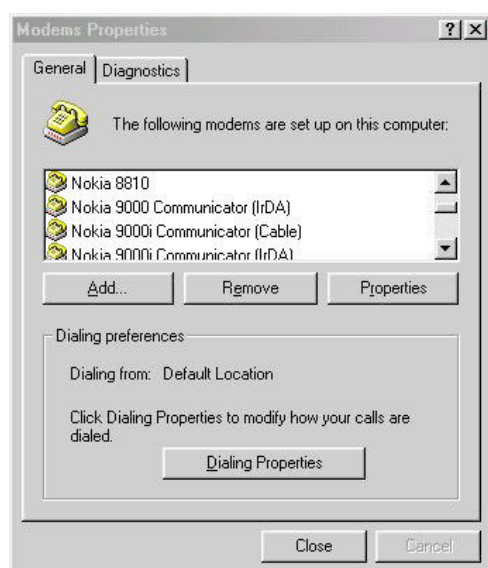 Modems Properties
? ×
General Diagnostics
The following modems are set up on this computer:
Nokia 8810
Nokia 9000 Communicator (IrDA)
Nokia 9000i Communicator (Cable)
Nokia 9000i Communicator (IrDA)
Add... Remove Properties
Dialing preferences
Dialing from: Default Location
Click Dialing Properties to modify how your calls are
dialed.
Dialing Properties
Close Cancel